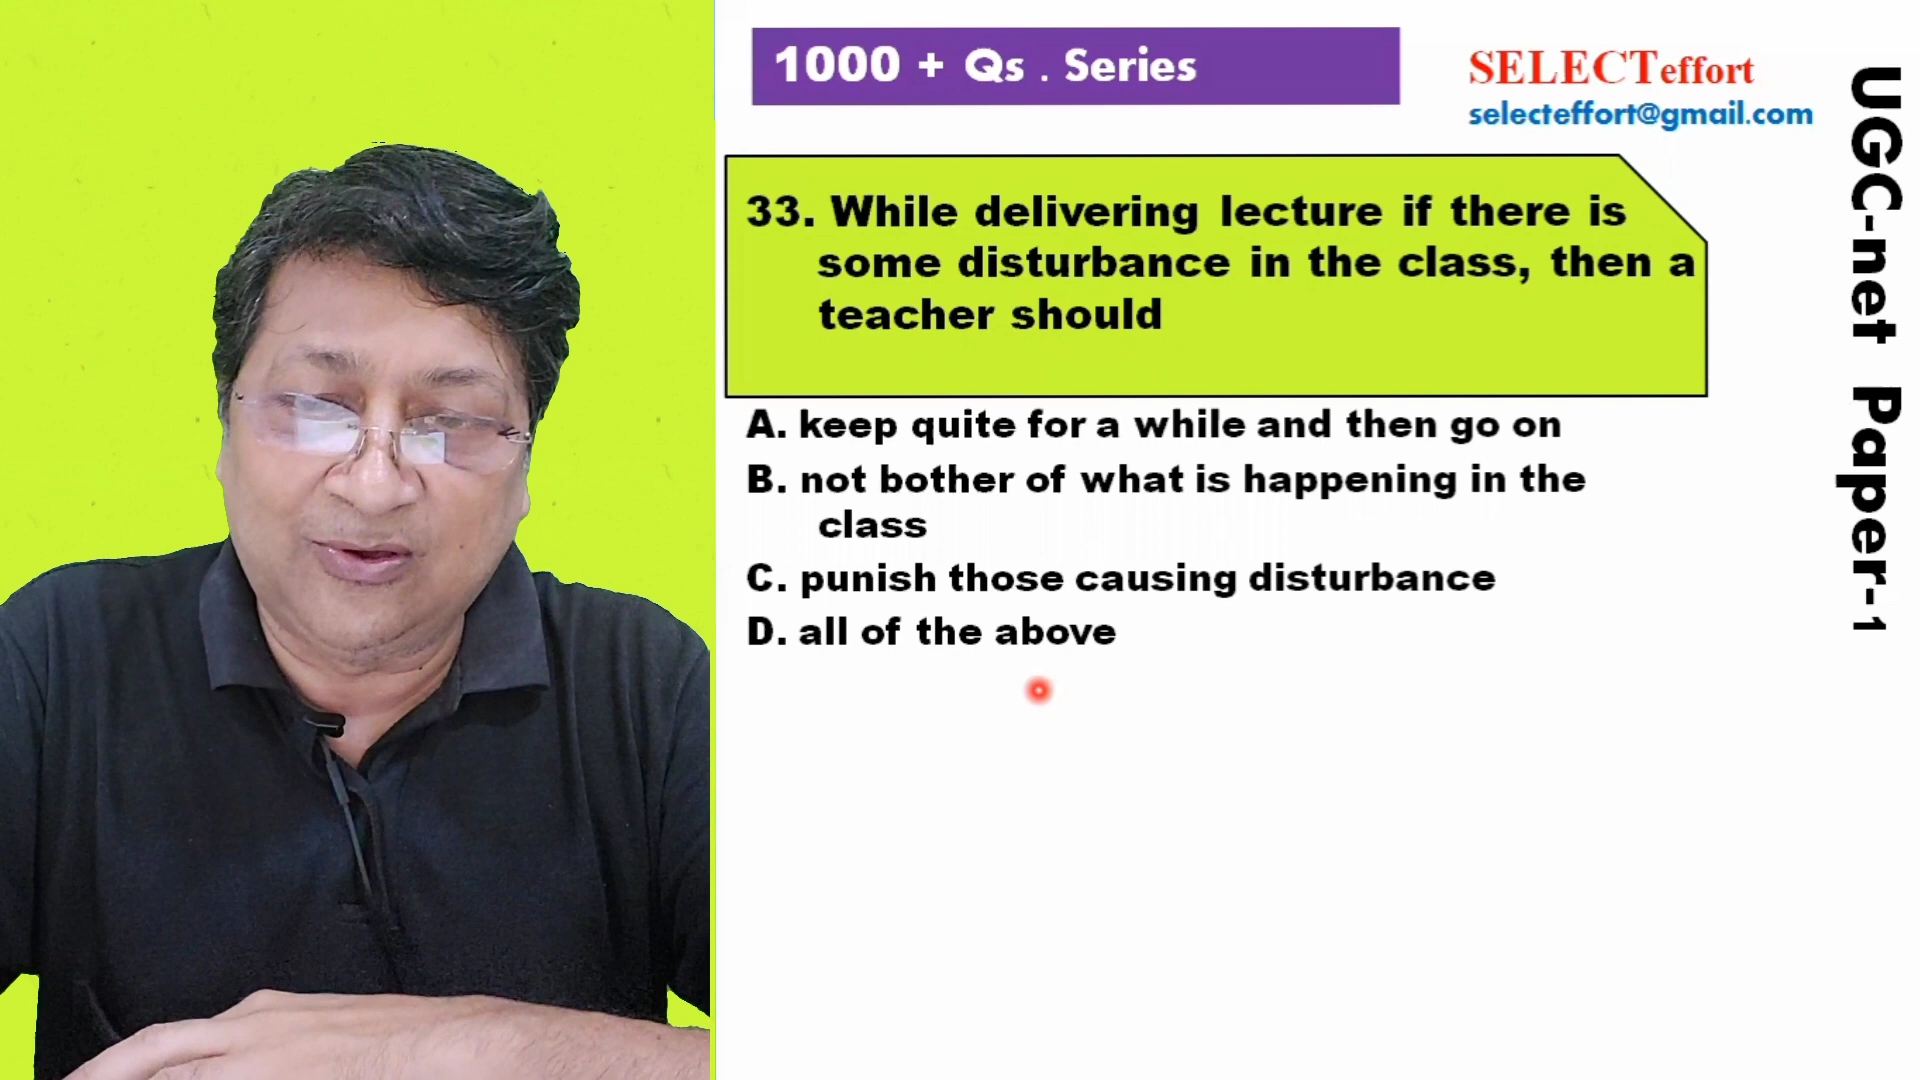 1000 + Qs . Series
SELECTeffort
selecteffort@gmail.com
33. While delivering lecture if there is
some disturbance in the class, then a
teacher should
A. keep quite for a while and then go on
B. not bother of what is happening in the
class
C. punish those causing disturbance
D. all of the above
UGC-net Paper-1